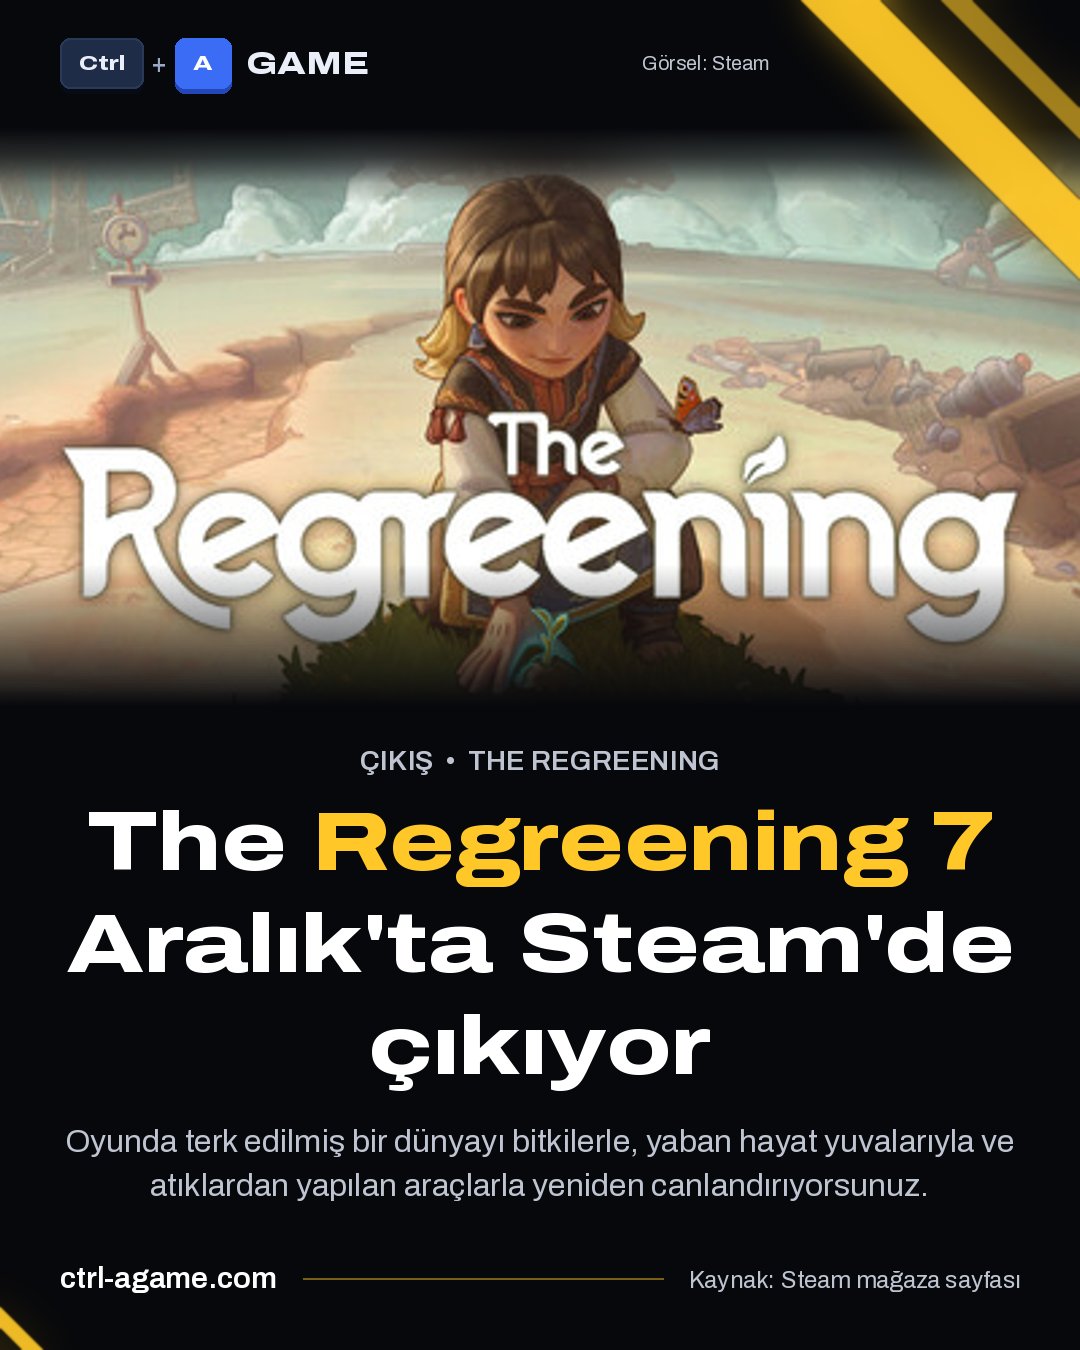 Ctrl + A GAME
Görsel: Steam
The
Regreening
ÇIKIŞ • THE REGREENING
The Regreening 7
Aralık'ta Steam'de
çıkıyor
Oyunda terk edilmiş bir dünyayı bitkilerle, yaban hayat yuvalarıyla ve
atıklardan yapılan araçlarla yeniden canlandırıyorsunuz.
ctrl-agame.com
Kaynak: Steam mağaza sayfası